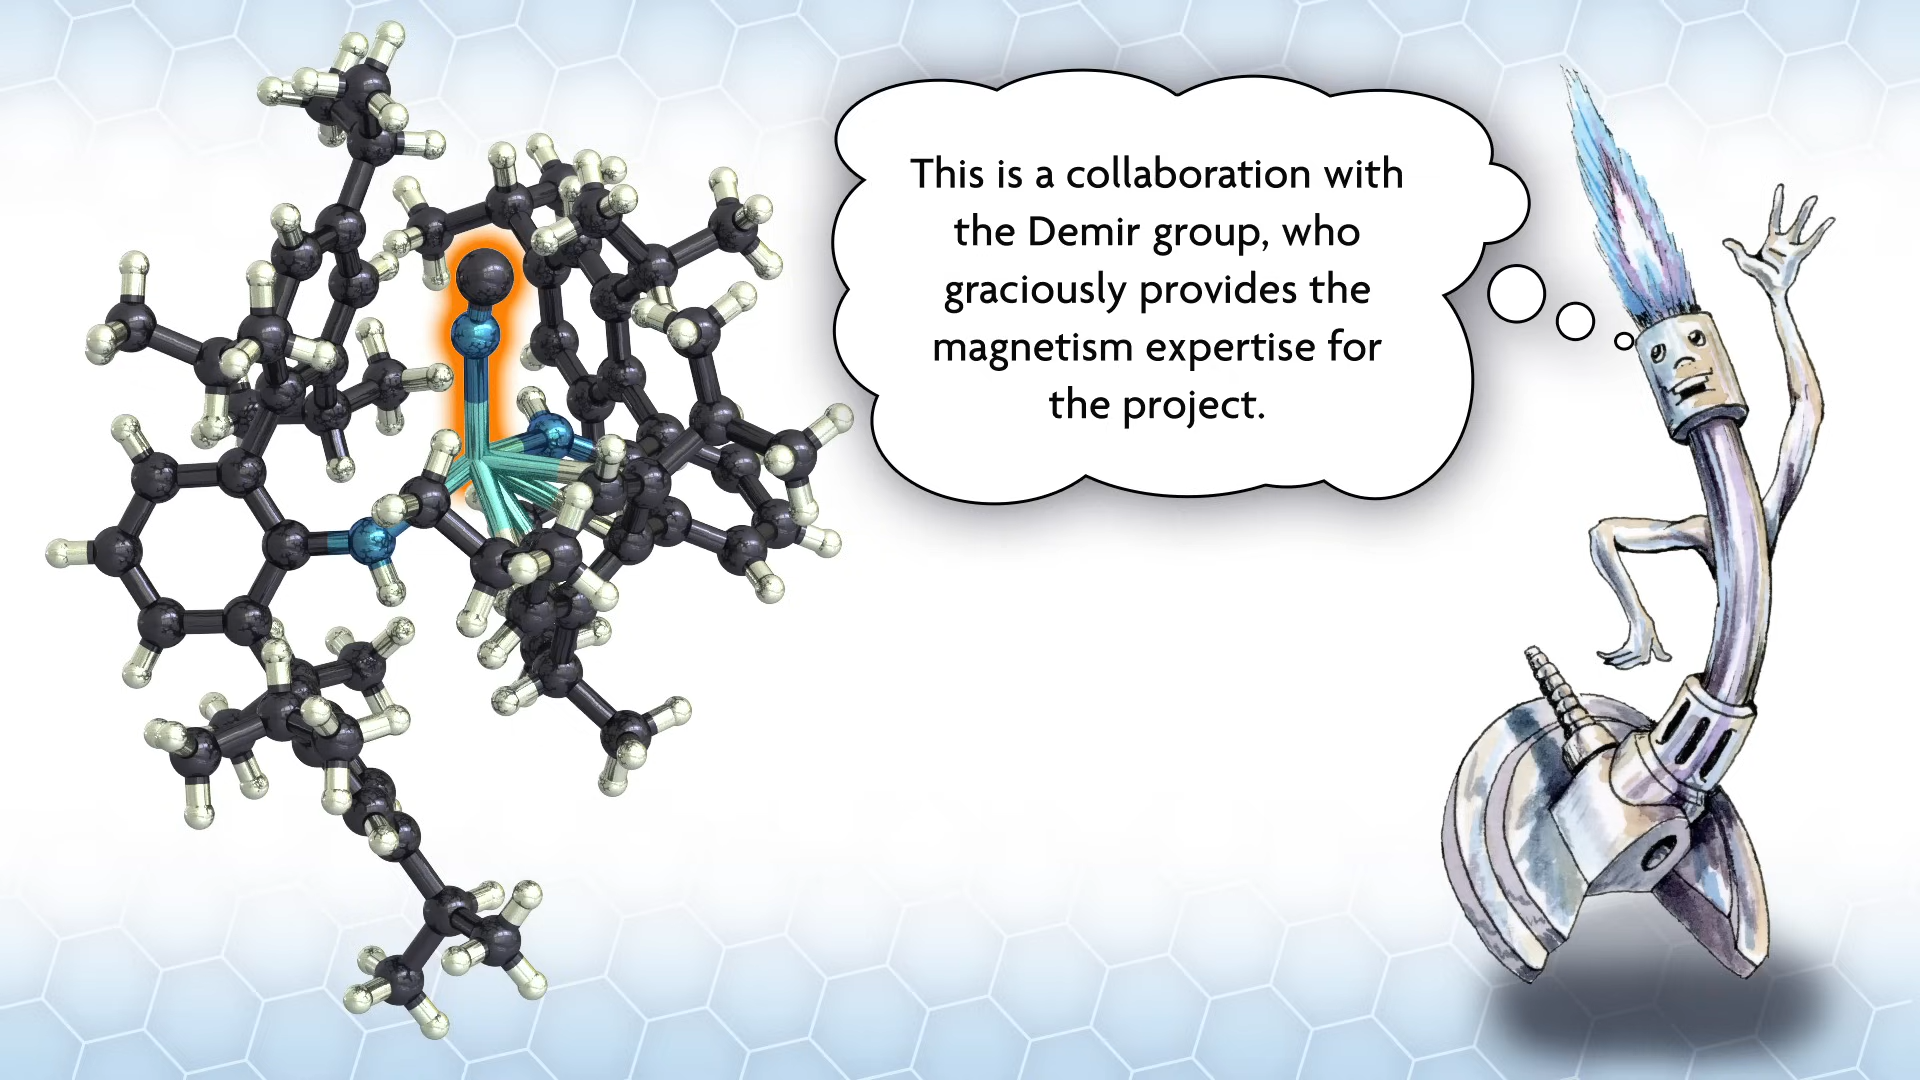 This is a collaboration with
the Demir group, who
graciously provides the
magnetism expertise for
the project.